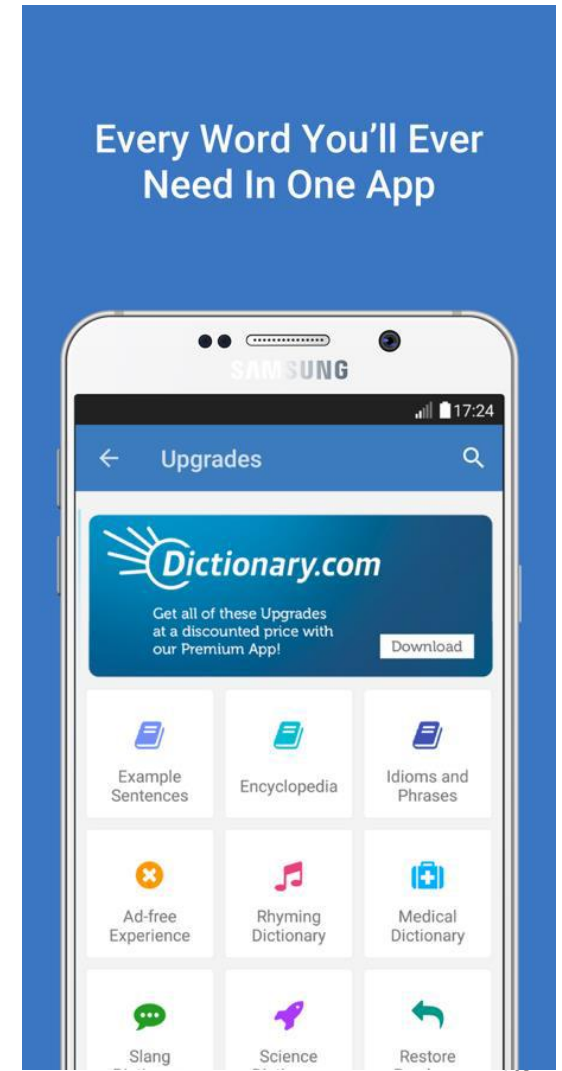 Every Word You'll Ever
Need In One App
SAMSUNG
17:24
Upgrades
Dictionary.com
Get all of these Upgrades
at a discounted price with
our Premium App!
Download
Example
Sentences
Encyclopedia
Idioms and
Phrases
Ad-free
Experience
Rhyming
Dictionary
Medical
Dictionary
Slang
Science
Restore